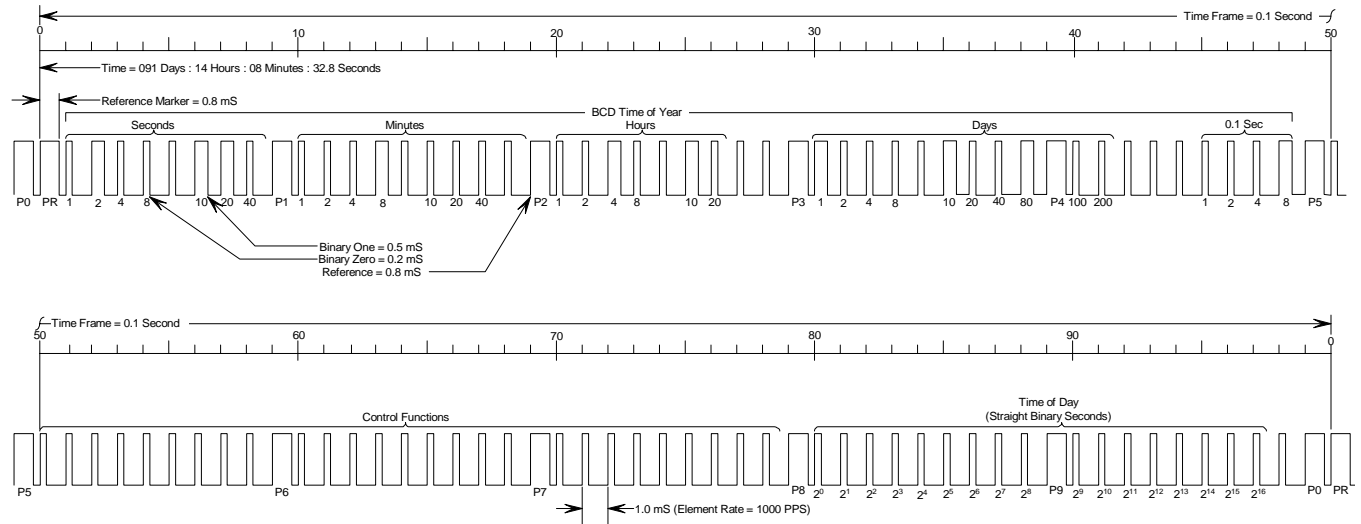 Time Frame = 0.1 Second
0 10 20 30 40 50
Time = 091 Days : 14 Hours : 08 Minutes : 32.8 Seconds
Reference Marker = 0.8 mS
BCD Time of Year
Seconds Minutes Hours Days 0.1 Sec
P0 PR 1 2 4 8 10 20 40 P1 1 2 4 8 10 20 40 P2 1 2 4 8 10 20 P3 1 2 4 8 10 20 40 80 P4 100 200 1 2 4 8 P5
Binary One = 0.5 mS
Binary Zero = 0.2 mS
Reference = 0.8 mS
Time Frame = 0.1 Second
50 60 70 80 90 0
Control Functions
Time of Day
(Straight Binary Seconds)
P5 P6 P7 P8 2⁰ 2¹ 2² 2³ 2⁴ 2⁵ 2⁶ 2⁷ 2⁸ P9 2⁹ 2¹⁰ 2¹¹ 2¹² 2¹³ 2¹⁴ 2¹⁵ 2¹⁶ P0 PR
1.0 mS (Element Rate = 1000 PPS)